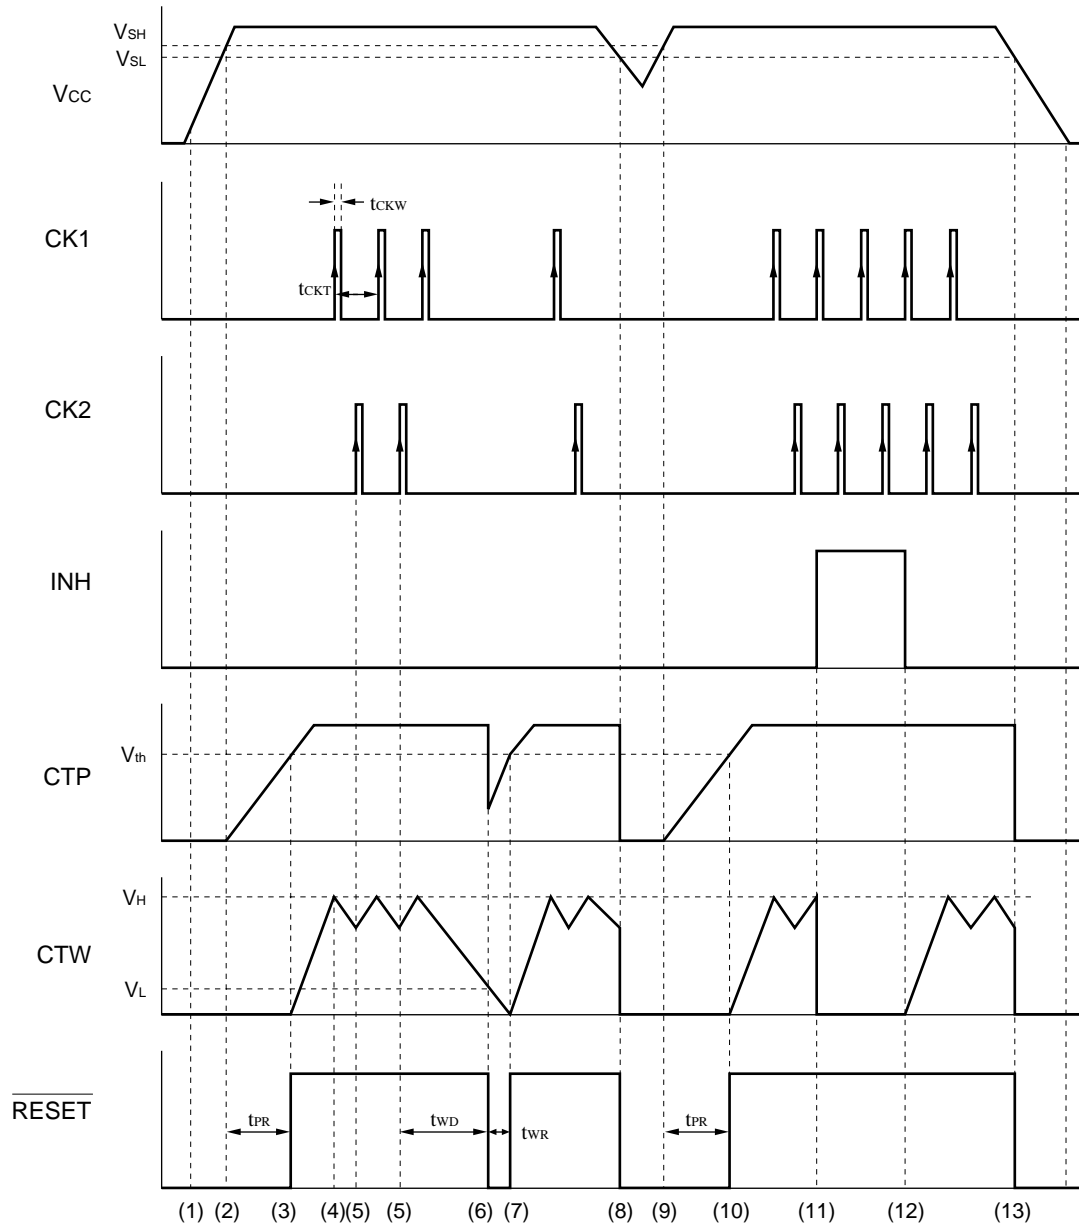 VSH
VSL
VCC
CK1
tCKW
tCKT
CK2
INH
Vth
CTP
VH
CTW
VL
RESET
tPR
tWD
tWR
tPR
(1) (2) (3) (4)(5) (5) (6) (7) (8) (9) (10) (11) (12) (13)